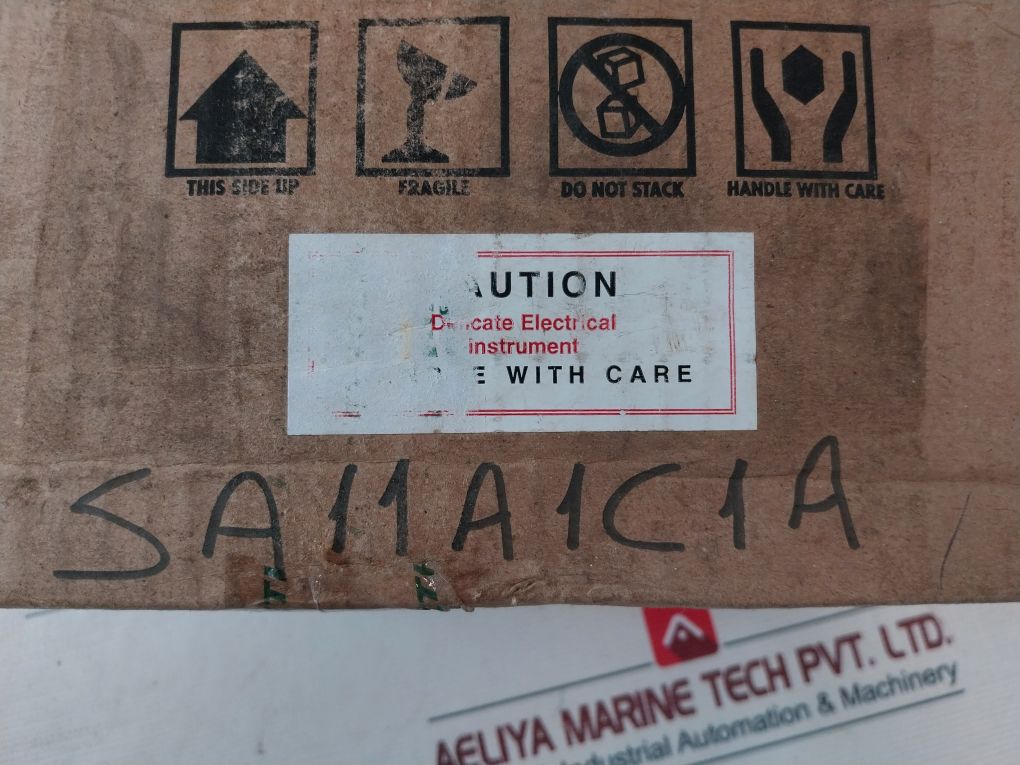 THIS SIDE UP
FRAGILE
DO NOT STACK
HANDLE WITH CARE
AUTION
Delicate Electrical
Instrument
E WITH CARE
SA11A1C1A
AELIYA MARINE TECH PVT. LTD.
Industrial Automation & Machinery